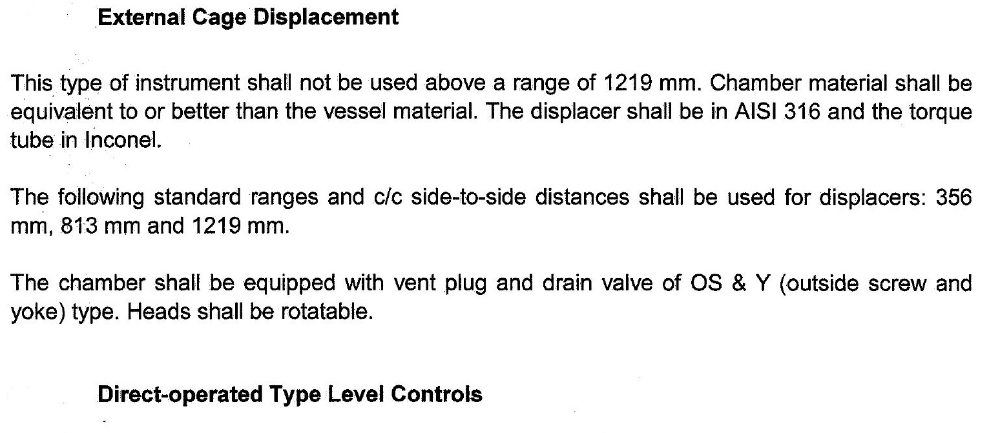 External Cage Displacement
This type of instrument shall not be used above a range of 1219 mm. Chamber material shall be
equivalent to or better than the vessel material. The displacer shall be in AISI 316 and the torque
tube in Inconel.
The following standard ranges and c/c side-to-side distances shall be used for displacers: 356
mm, 813 mm and 1219 mm.
The chamber shall be equipped with vent plug and drain valve of OS & Y (outside screw and
yoke) type. Heads shall be rotatable.
Direct-operated Type Level Controls